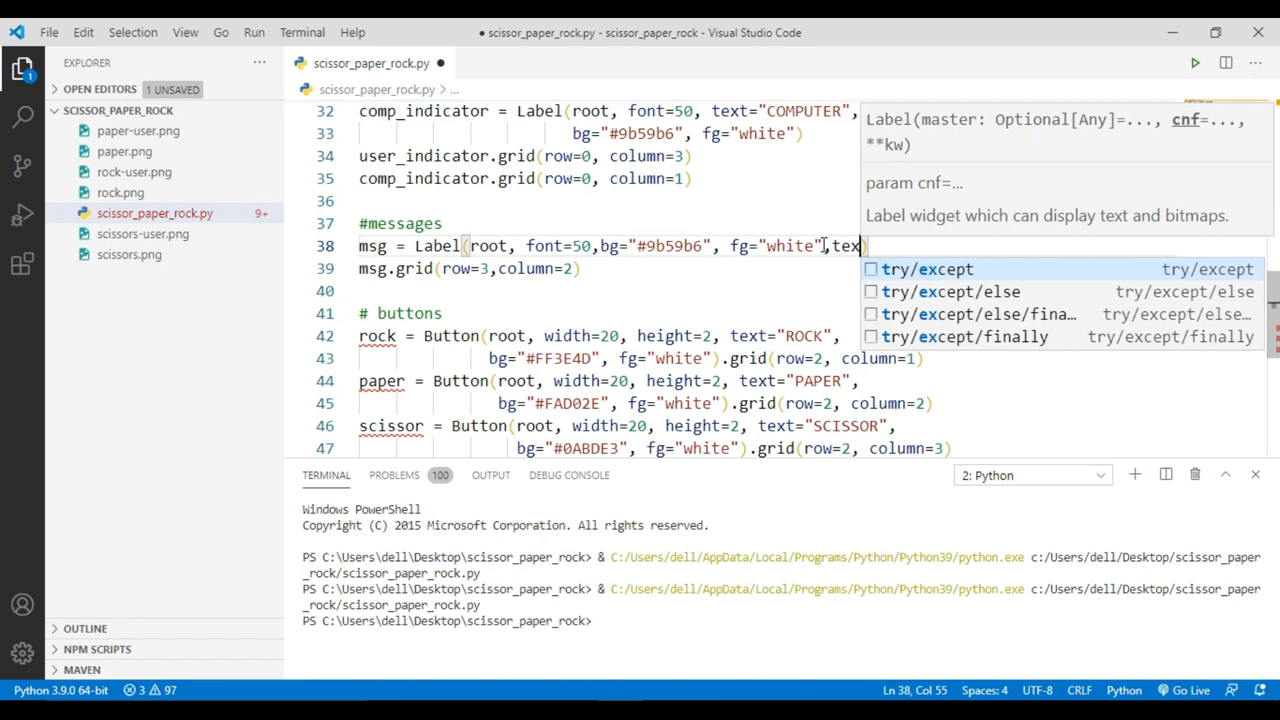 File Edit Selection View Go Run Terminal Help
● scissor_paper_rock.py - scissor_paper_rock - Visual Studio Code
EXPLORER
OPEN EDITORS 1 UNSAVED
SCISSOR_PAPER_ROCK
paper-user.png
paper.png
rock-user.png
rock.png
scissor_paper_rock.py 9+
scissors-user.png
scissors.png
OUTLINE
NPM SCRIPTS
MAVEN
1
scissor_paper_rock.py ●
scissor_paper_rock.py > ...
32 comp_indicator = Label(root, font=50, text="COMPUTER",
33 bg="#9b59b6", fg="white")
34 user_indicator.grid(row=0, column=3)
35 comp_indicator.grid(row=0, column=1)
36
37 #messages
38 msg = Label(root, font=50,bg="#9b59b6", fg="white",tex)
39 msg.grid(row=3,column=2)
40
41 # buttons
42 rock = Button(root, width=20, height=2, text="ROCK",
43 bg="#FF3E4D", fg="white").grid(row=2, column=1)
44 paper = Button(root, width=20, height=2, text="PAPER",
45 bg="#FAD02E", fg="white").grid(row=2, column=2)
46 scissor = Button(root, width=20, height=2, text="SCISSOR",
47 bg="#0ABDE3", fg="white").grid(row=2, column=3)
Label(master: Optional[Any]=..., cnf=...,
**kw)
param cnf=...
Label widget which can display text and bitmaps.
try/except try/except
try/except/else try/except/else
try/except/else/fina... try/except/else...
try/except/finally try/except/finally
TERMINAL PROBLEMS 100 OUTPUT DEBUG CONSOLE 2: Python
Windows PowerShell
Copyright (C) 2015 Microsoft Corporation. All rights reserved.
PS C:\Users\dell\Desktop\scissor_paper_rock> & C:/Users/dell/AppData/Local/Programs/Python/Python39/python.exe c:/Users/dell/Desktop/scissor_paper
_rock/scissor_paper_rock.py
PS C:\Users\dell\Desktop\scissor_paper_rock> & C:/Users/dell/AppData/Local/Programs/Python/Python39/python.exe c:/Users/dell/Desktop/scissor_paper
_rock/scissor_paper_rock.py
PS C:\Users\dell\Desktop\scissor_paper_rock>
Python 3.9.0 64-bit 3 97 Ln 38, Col 55 Spaces: 4 UTF-8 CRLF Python Go Live